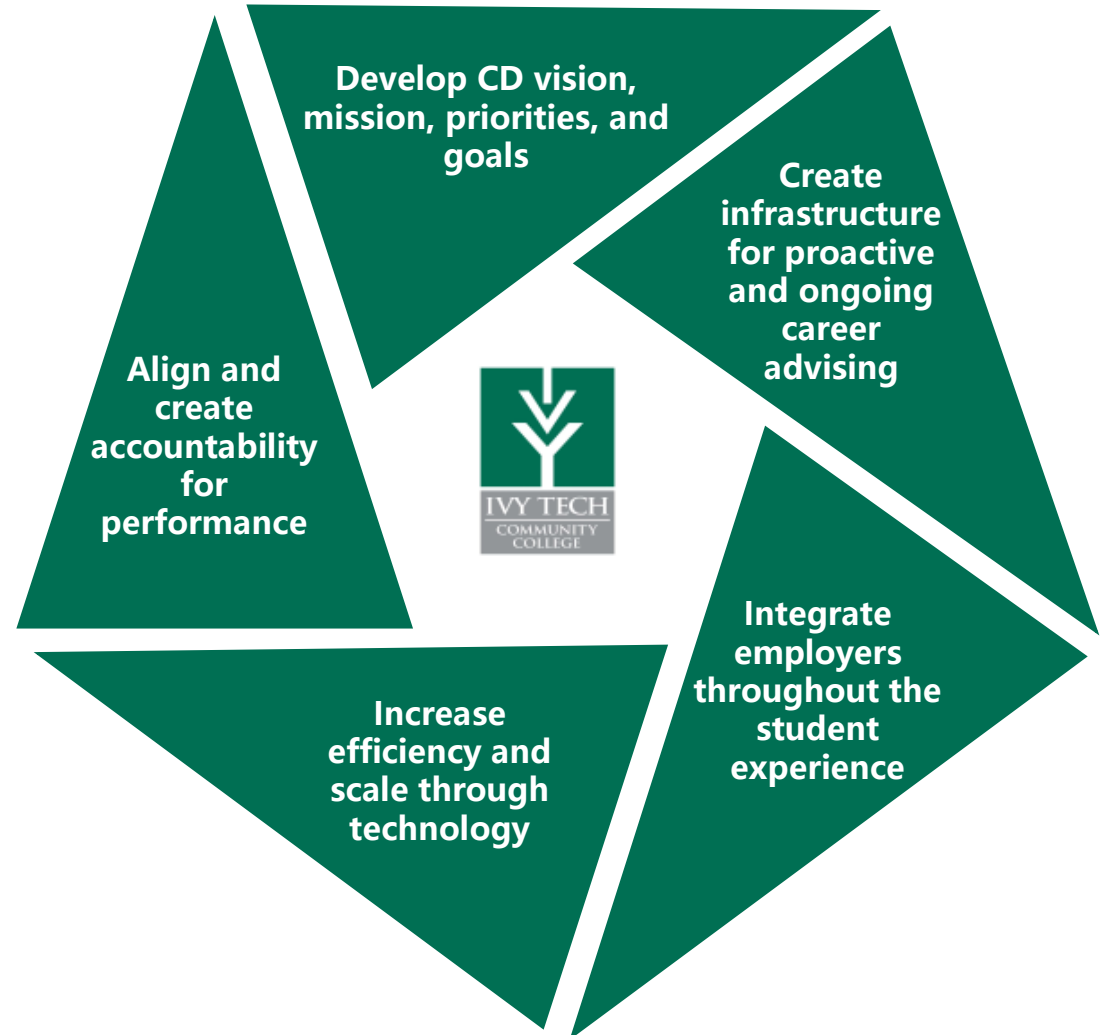 Develop CD vision,
mission, priorities, and
goals
Create
infrastructure
for proactive
and ongoing
career
advising
Align and
create
accountability
for
performance
IVY TECH
COMMUNITY
COLLEGE
Integrate
employers
throughout the
student
experience
Increase
efficiency and
scale through
technology